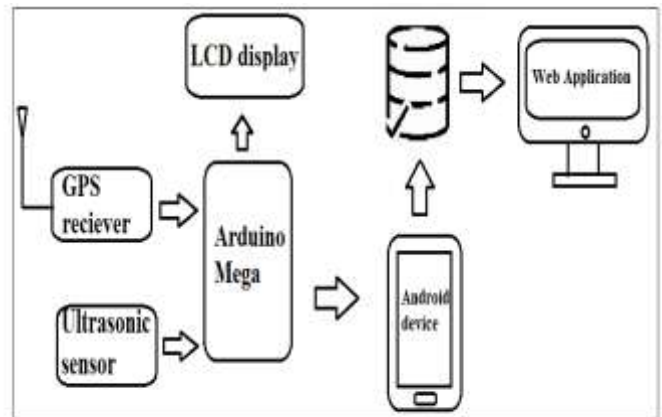 LCD display
Web Application
GPS
reciever
Arduino
Mega
Android
device
Ultrasonic
sensor